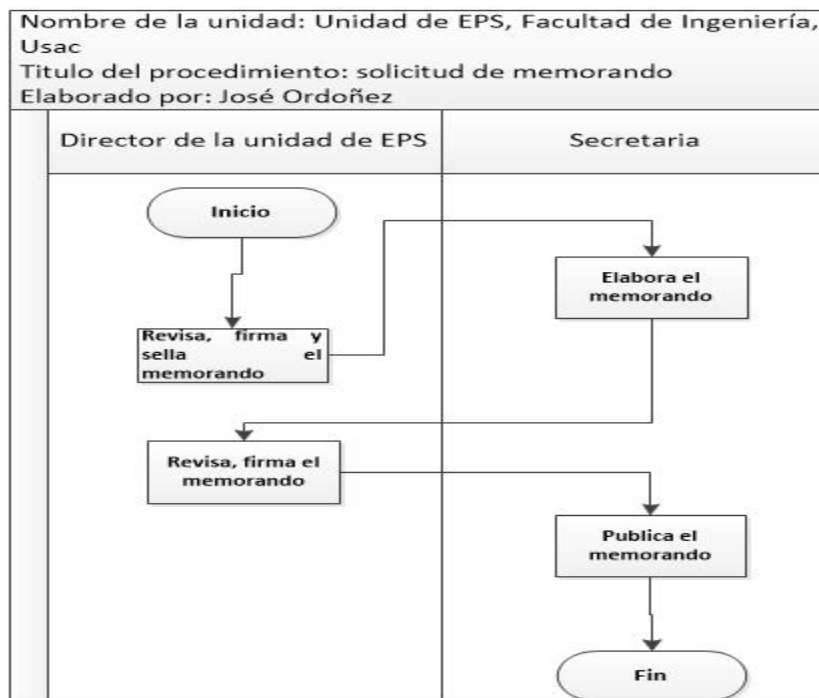 Nombre de la unidad: Unidad de EPS, Facultad de Ingeniería,
Usac
Titulo del procedimiento: solicitud de memorando
Elaborado por: José Ordoñez
Director de la unidad de EPS
Secretaria
Inicio
Elabora el
memorando
Revisa, firma y
sella el
memorando
Revisa, firma el
memorando
Publica el
memorando
Fin